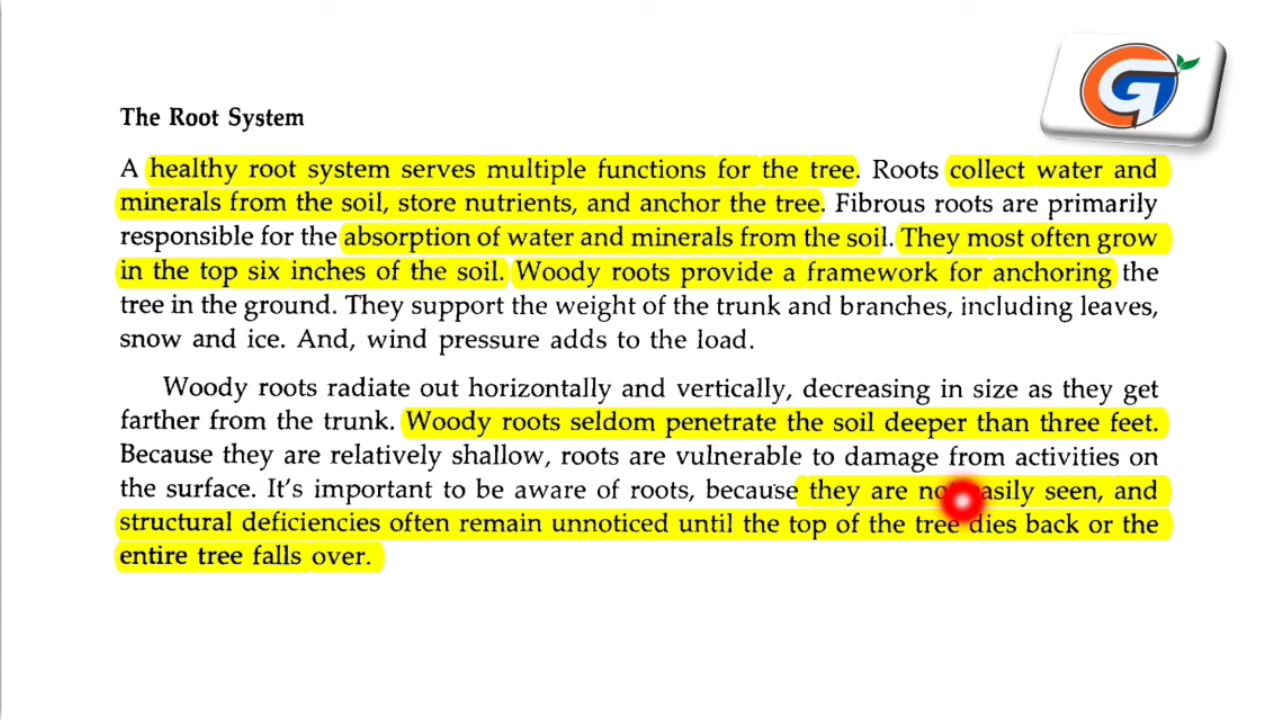 The Root System
A healthy root system serves multiple functions for the tree. Roots collect water and
minerals from the soil, store nutrients, and anchor the tree. Fibrous roots are primarily
responsible for the absorption of water and minerals from the soil. They most often grow
in the top six inches of the soil. Woody roots provide a framework for anchoring the
tree in the ground. They support the weight of the trunk and branches, including leaves,
snow and ice. And, wind pressure adds to the load.
Woody roots radiate out horizontally and vertically, decreasing in size as they get
farther from the trunk. Woody roots seldom penetrate the soil deeper than three feet.
Because they are relatively shallow, roots are vulnerable to damage from activities on
the surface. It's important to be aware of roots, because they are not easily seen, and
structural deficiencies often remain unnoticed until the top of the tree dies back or the
entire tree falls over.